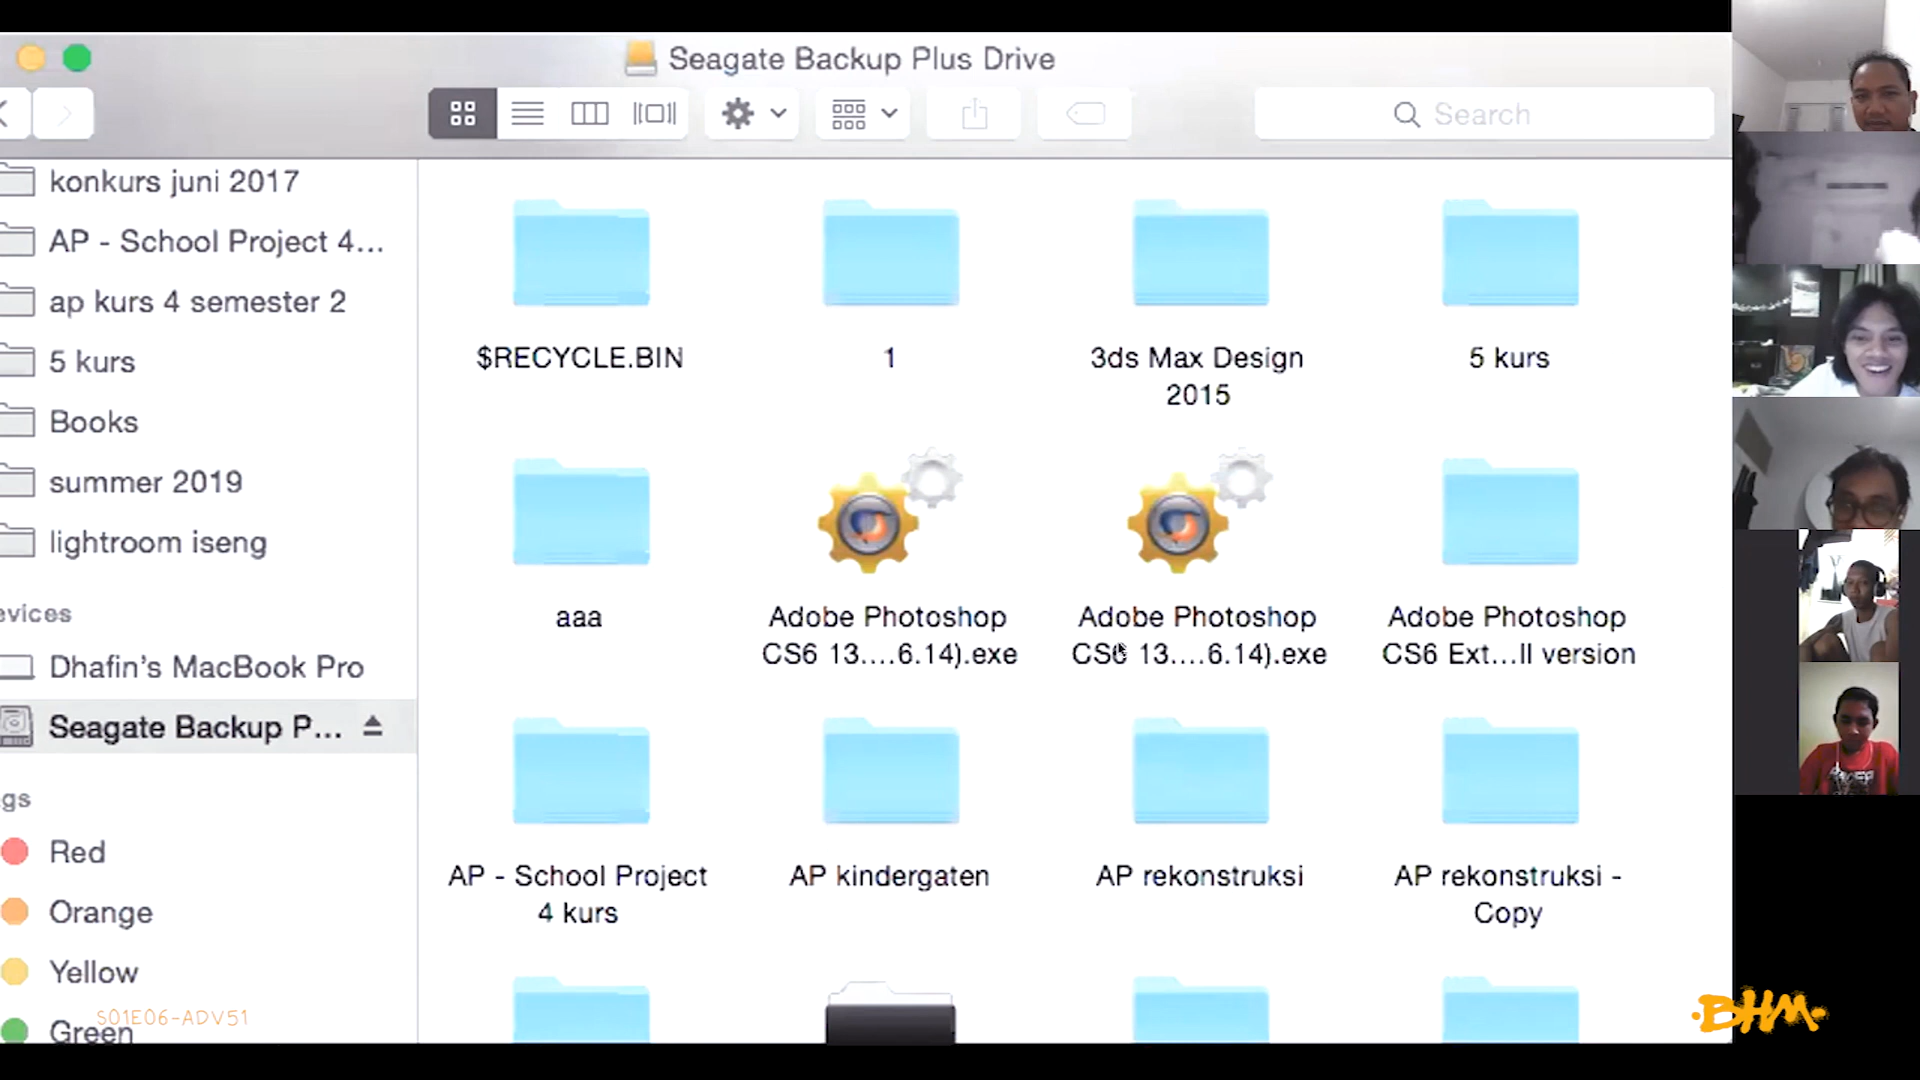 Seagate Backup Plus Drive
Search
konkurs juni 2017
AP - School Project 4...
ap kurs 4 semester 2
5 kurs
Books
summer 2019
lightroom iseng
evices
Dhafin's MacBook Pro
Seagate Backup P...
gs
Red
Orange
Yellow
Green
$RECYCLE.BIN
1
3ds Max Design
2015
5 kurs
aaa
Adobe Photoshop
CS6 13....6.14).exe
Adobe Photoshop
CS6 13....6.14).exe
Adobe Photoshop
CS6 Ext...ll version
AP - School Project
4 kurs
AP kindergaten
AP rekonstruksi
AP rekonstruksi -
Copy
S01E06-ADV51
BHM